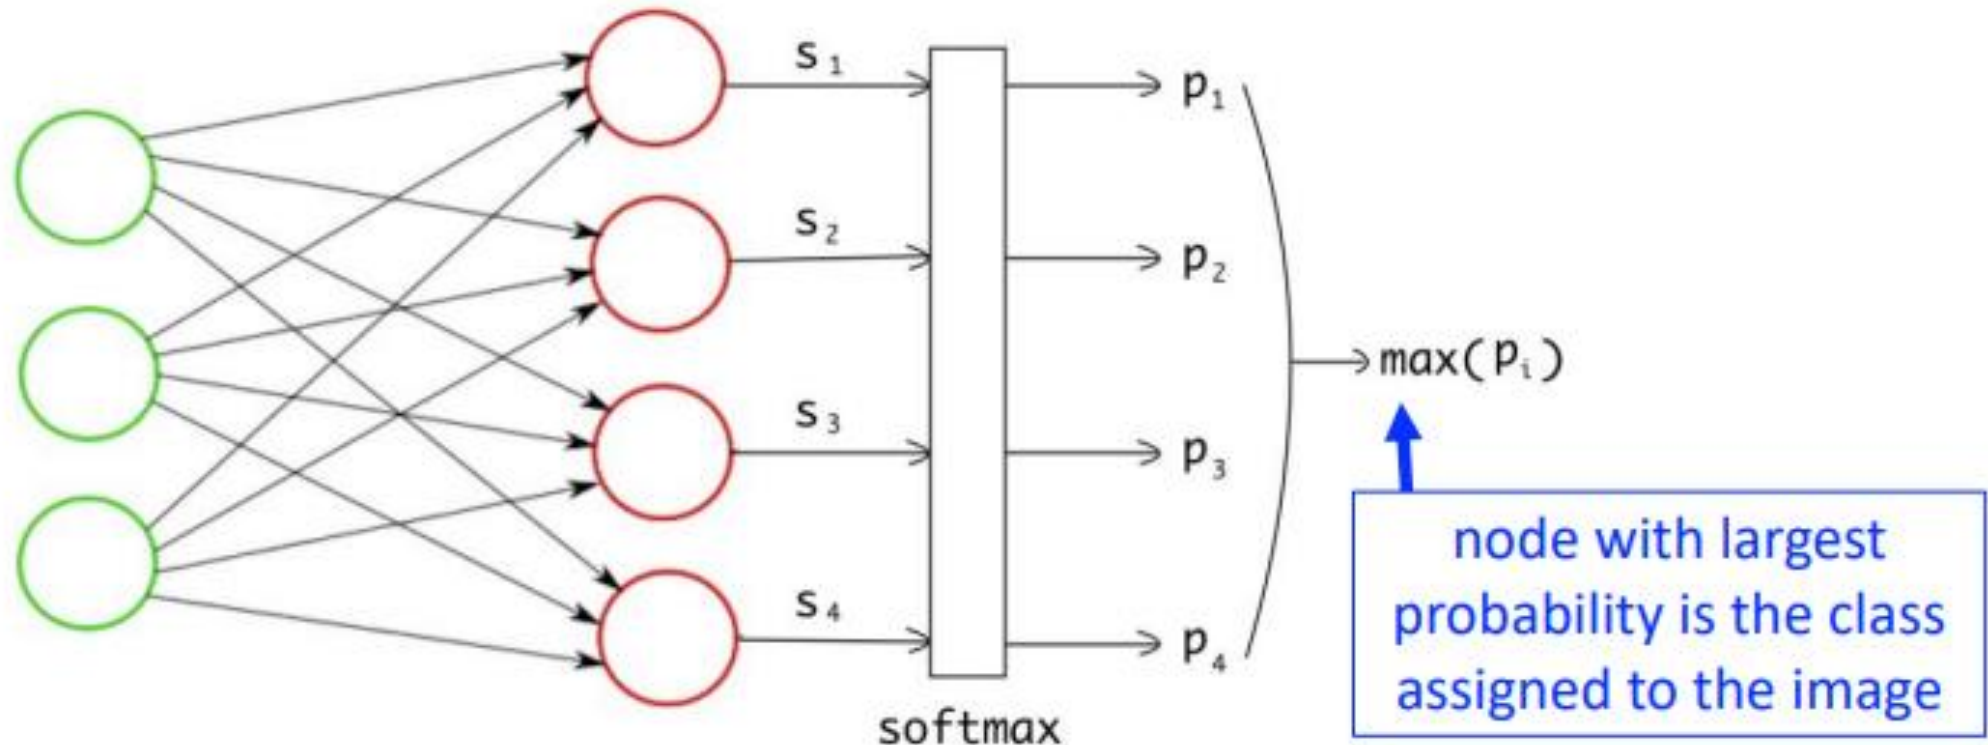 s₁
p₁
s₂
p₂
max(pᵢ)
s₃
p₃
s₄
p₄
softmax
node with largest
probability is the class
assigned to the image